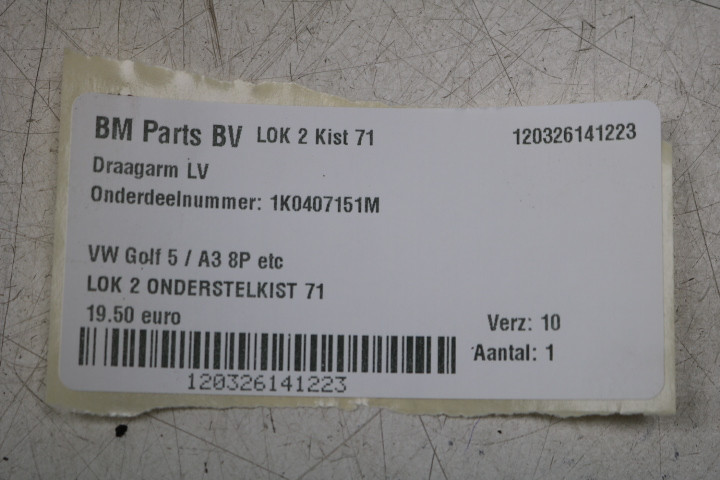 BM Parts BV LOK 2 Kist 71 120326141223
Draagarm LV
Onderdeelnummer: 1K0407151M
VW Golf 5 / A3 8P etc
LOK 2 ONDERSTELKIST 71
19.50 euro Verz: 10
Aantal: 1
120326141223